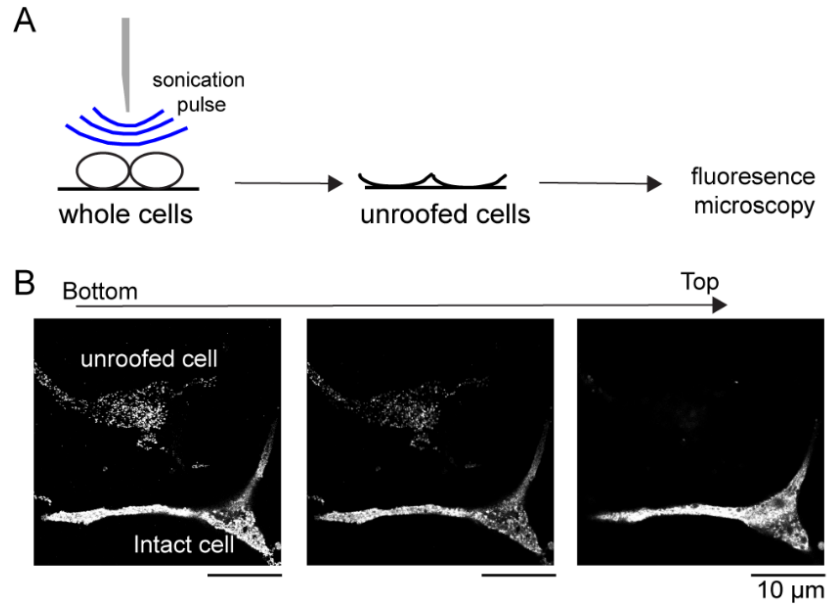 A
sonication
pulse
whole cells
unroofed cells
fluoresence
microscopy
B
Bottom
Top
unroofed cell
Intact cell
10 μm